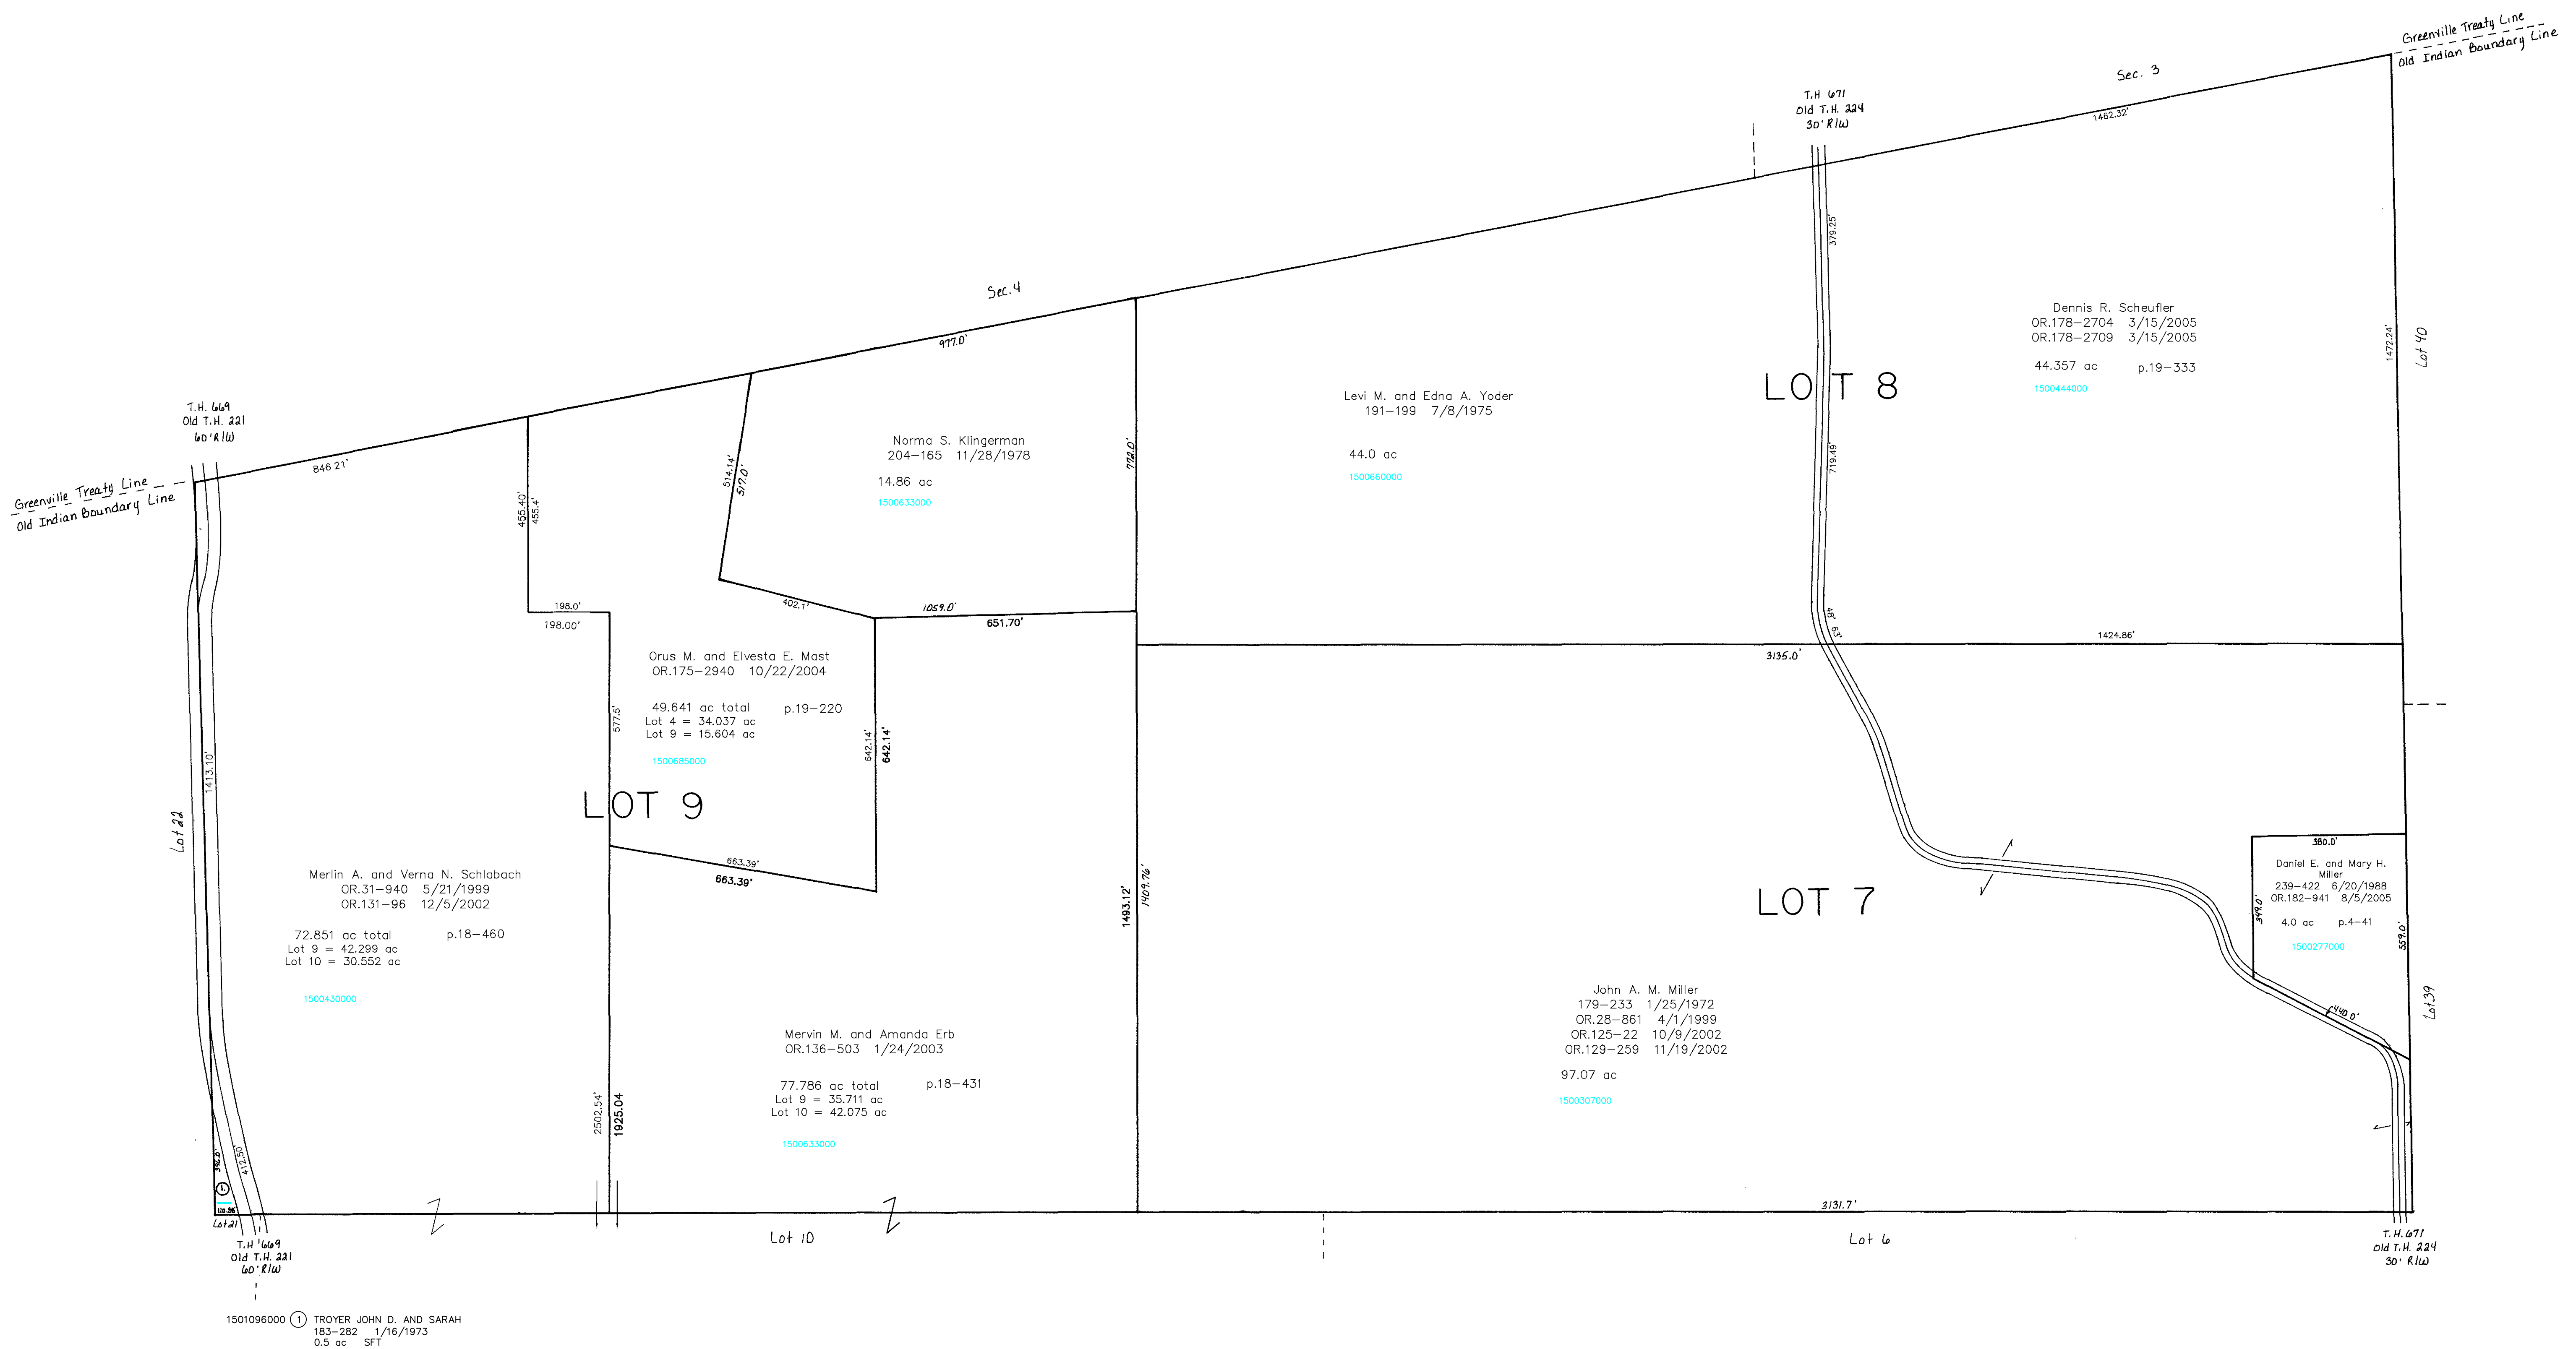 Greenville Treaty Line
Old Indian Boundary Line
Sec. 3
1462.32'
T.H 671
Old T.H. 224
30' R/W
379.25'
Sec. 4
977.0'
Dennis R. Scheufler
OR.178-2704 3/15/2005
OR.178-2709 3/15/2005
44.357 ac p.19-333
1500444000
1472.24'
Lot 40
LOT 8
Levi M. and Edna A. Yoder
191-199 7/8/1975
44.0 ac
1500660000
719.49'
48'
63'
1424.86'
3135.0'
T.H. 669
Old T.H. 221
60' R/W
846.21'
Greenville Treaty Line
Old Indian Boundary Line
Norma S. Klingerman
204-165 11/28/1978
14.86 ac
1500633000
772.0'
514.14'
517.0'
455.40'
455.4'
402.1'
1059.0'
651.70'
198.0'
198.00'
Orus M. and Elvesta E. Mast
OR.175-2940 10/22/2004
49.641 ac total p.19-220
Lot 4 = 34.037 ac
Lot 9 = 15.604 ac
1500685000
577.5'
642.14'
642.14'
LOT 9
663.39'
663.39'
1413.10'
Lot 22
Merlin A. and Verna N. Schlabach
OR.31-940 5/21/1999
OR.131-96 12/5/2002
72.851 ac total p.18-460
Lot 9 = 42.299 ac
Lot 10 = 30.552 ac
1500430000
1493.12'
1409.76'
LOT 7
380.0'
Daniel E. and Mary H.
Miller
239-422 6/20/1988
OR.182-941 8/5/2005
4.0 ac p.4-41
1500277000
349.0'
559.0'
440.0'
Lot 39
John A. M. Miller
179-233 1/25/1972
OR.28-861 4/1/1999
OR.125-22 10/9/2002
OR.129-259 11/19/2002
97.07 ac
1500307000
Mervin M. and Amanda Erb
OR.136-503 1/24/2003
77.786 ac total p.18-431
Lot 9 = 35.711 ac
Lot 10 = 42.075 ac
1500633000
2502.54'
1925.04
396.0'
412.50'
1.
Lot 21
3131.7'
Lot 10
Lot 6
T.H 669
Old T.H. 221
60' R/W
T.H. 671
Old T.H. 224
30' R/W
1501096000 1 TROYER JOHN D. AND SARAH
183-282 1/16/1973
0.5 ac SFT